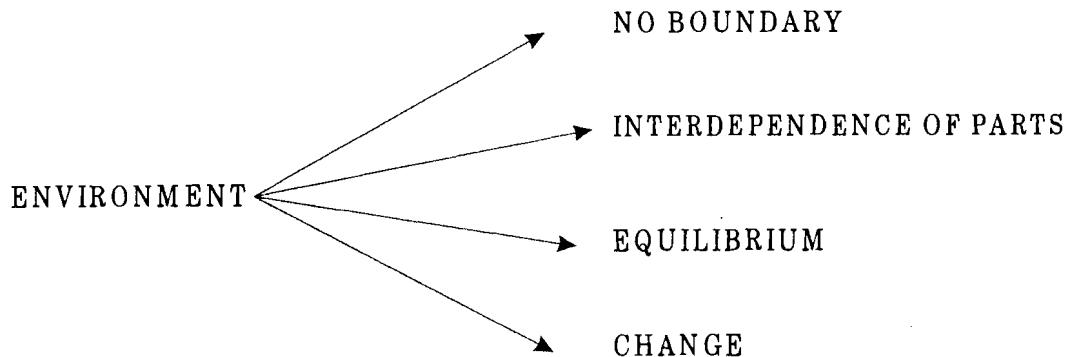 NO BOUNDARY
INTERDEPENDENCE OF PARTS
ENVIRONMENT
EQUILIBRIUM
CHANGE